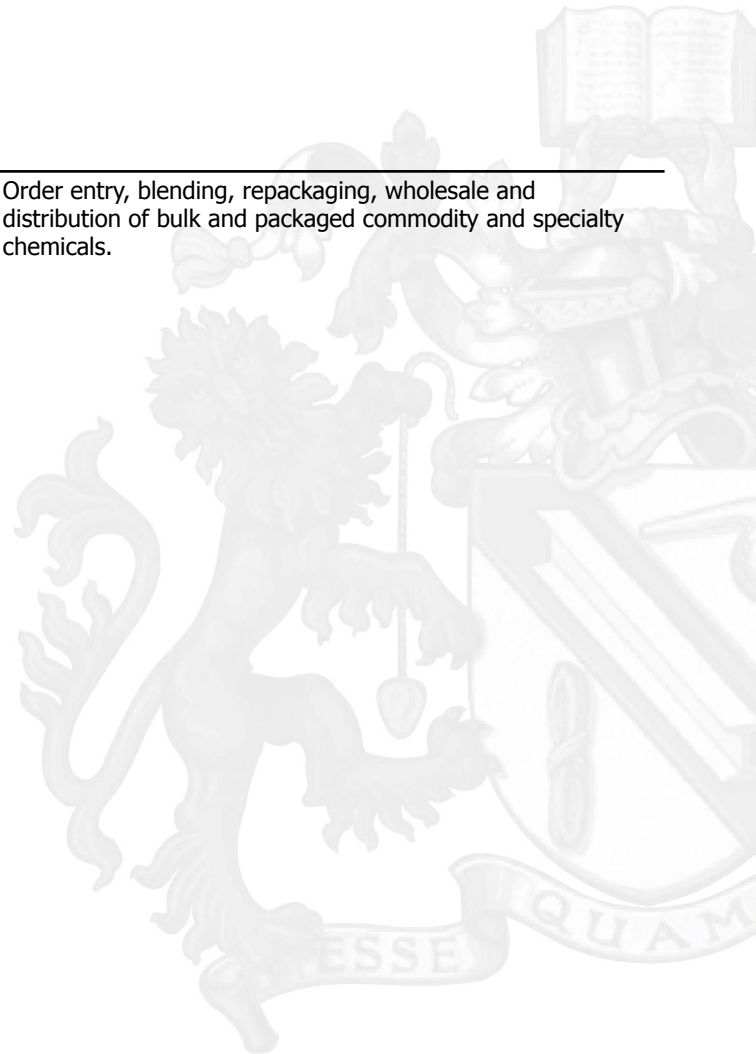 Order entry, blending, repackaging, wholesale and
distribution of bulk and packaged commodity and specialty
chemicals.
ESSE
QUAM